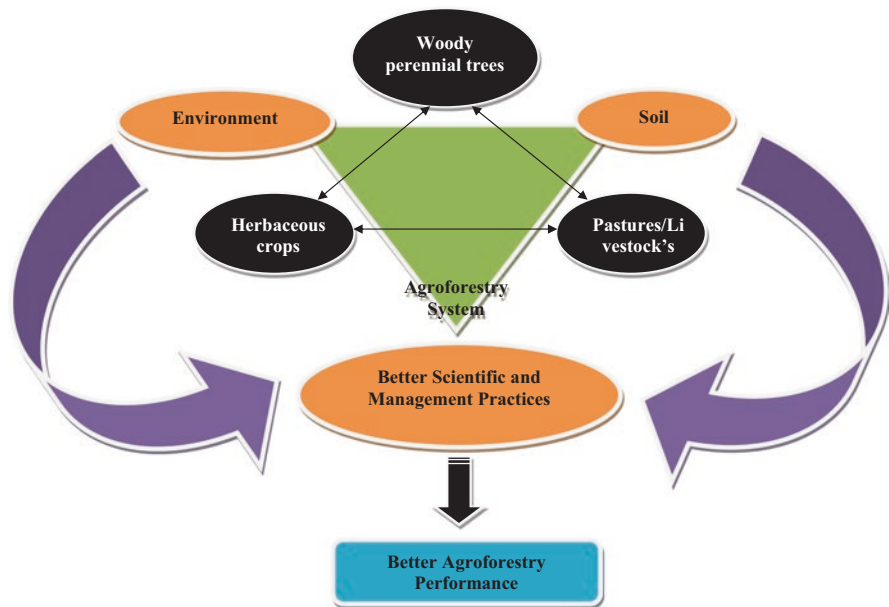 Woody
perennial trees
Environment
Soil
Herbaceous
crops
Pastures/Li
vestock's
Agroforestry
System
Better Scientific and
Management Practices
Better Agroforestry
Performance